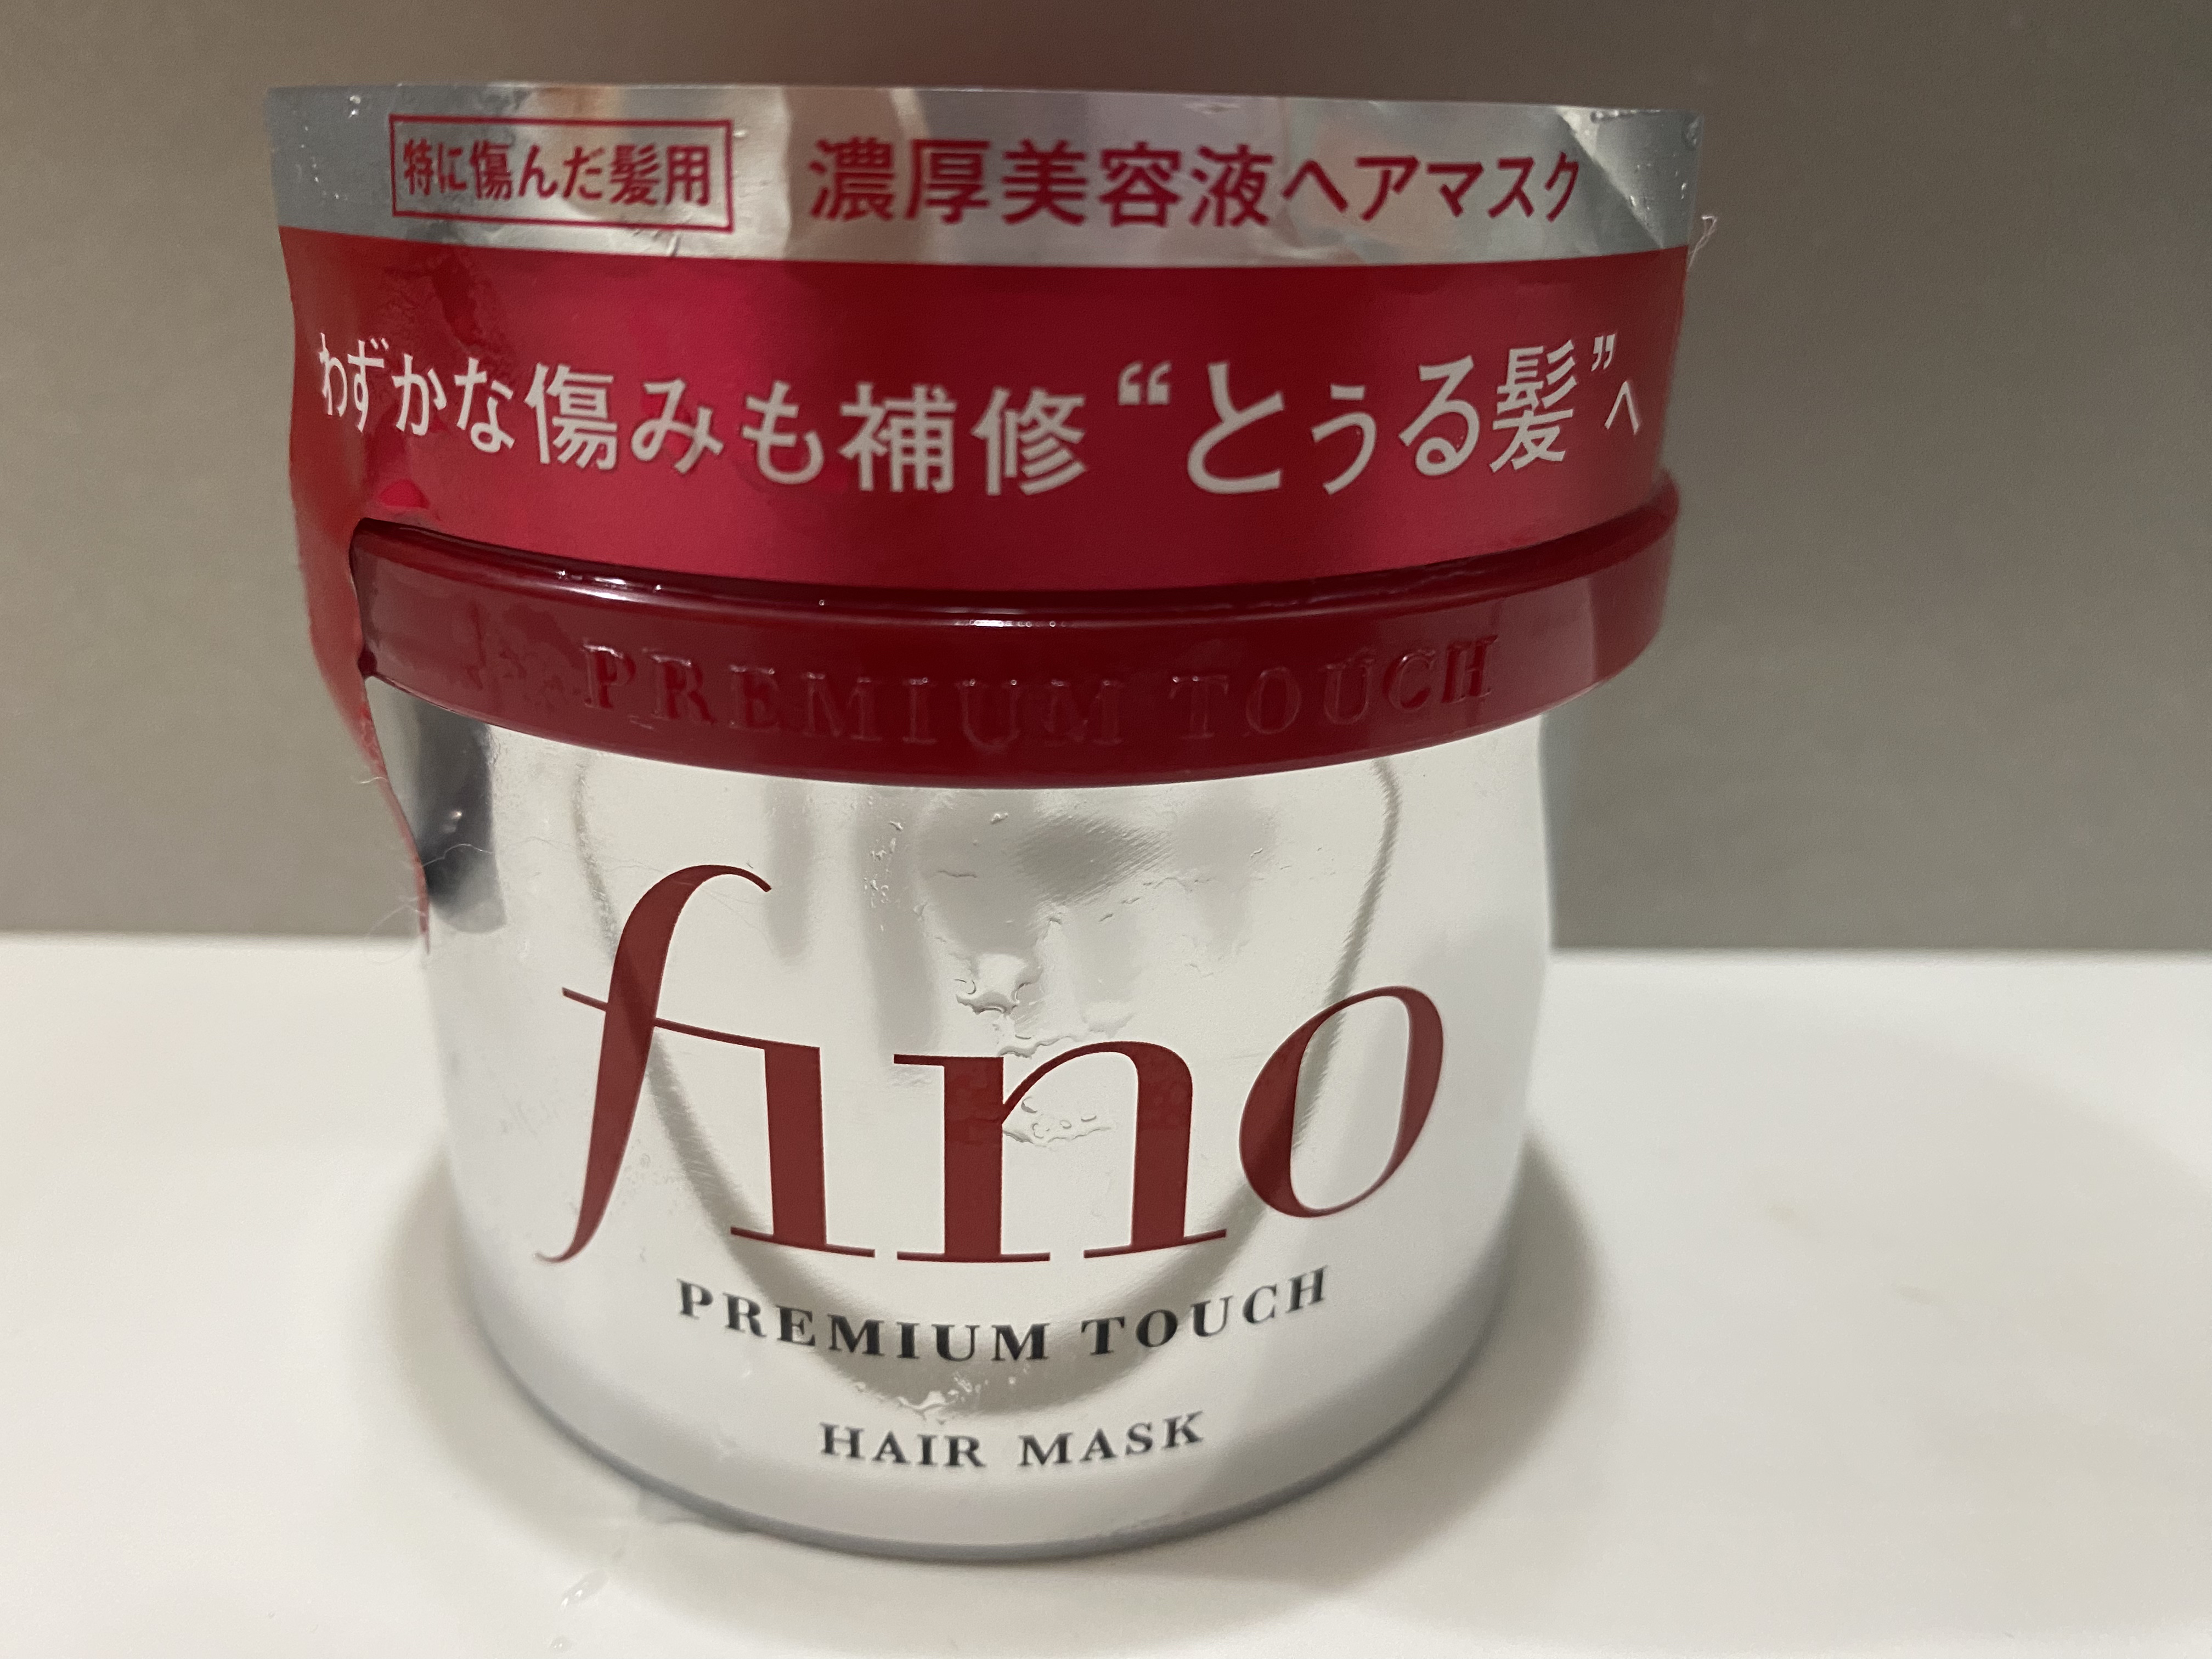 特に傷んだ髪用 濃厚美容液ヘアマスク
わずかな傷みも補修“とぅる髪”へ
PREMIUM TOUCH
fino
PREMIUM TOUCH
HAIR MASK